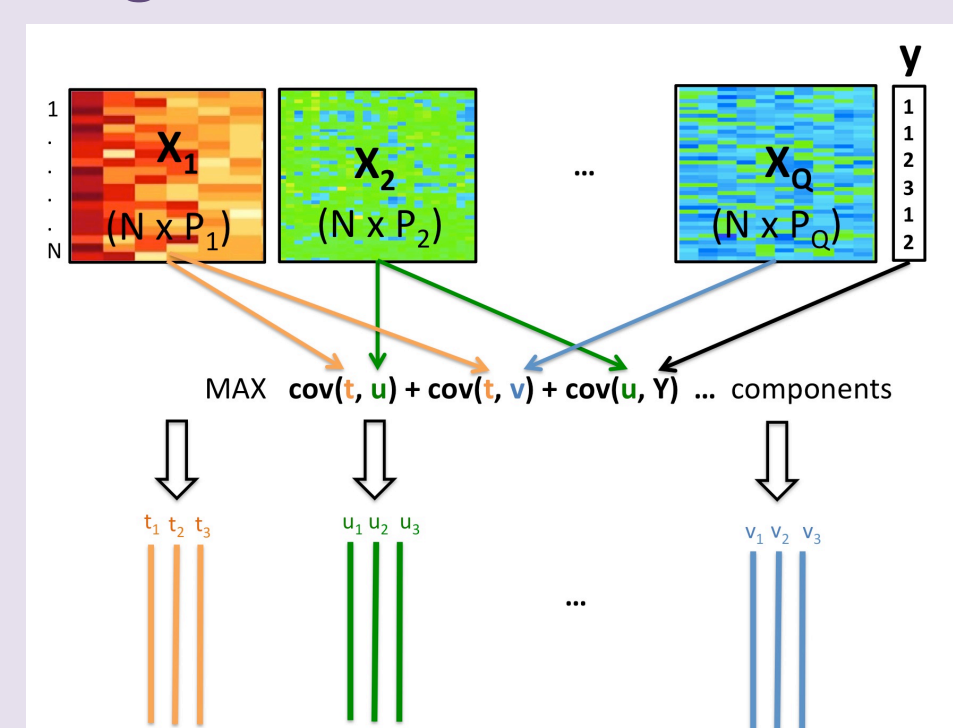 y
1
.
.
.
.
N
X1
(N x P1)
X2
(N x P2)
...
XQ
(N x PQ)
1
1
2
3
1
2
MAX cov(t, u) + cov(t, v) + cov(u, Y) ... components
t1 t2 t3
u1 u2 u3
v1 v2 v3
...